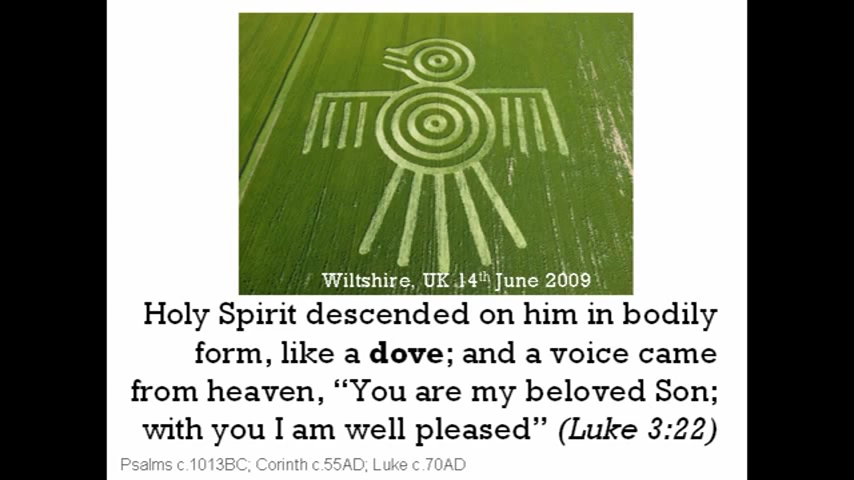 Wiltshire, UK 14th June 2009
Holy Spirit descended on him in bodily
form, like a dove; and a voice came
from heaven, “You are my beloved Son;
with you I am well pleased” (Luke 3:22)
Psalms c.1013BC; Corinth c.55AD; Luke c.70AD